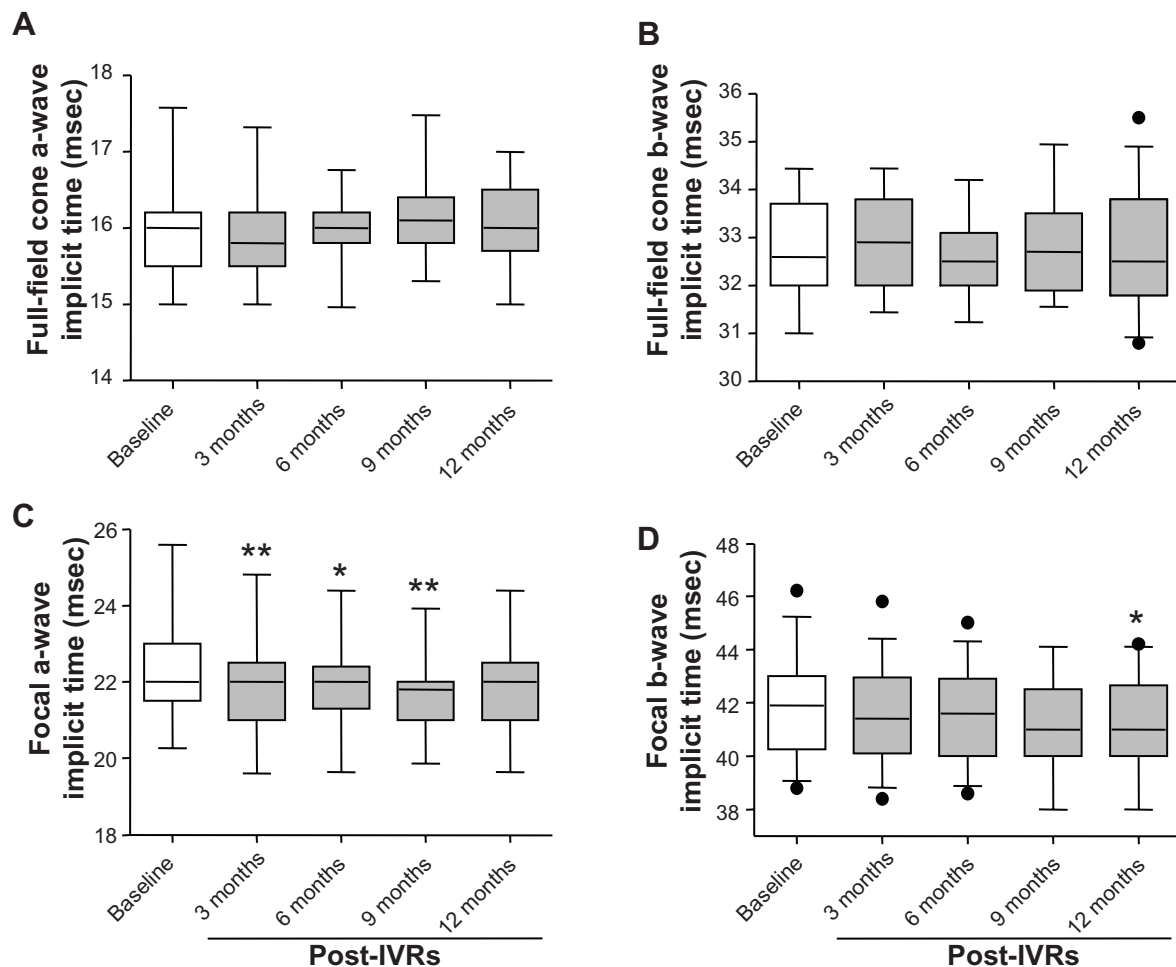 A
Full-field cone a-wave
implicit time (msec)
18
17
16
15
14
Baseline
3 months
6 months
9 months
12 months
B
Full-field cone b-wave
implicit time (msec)
36
35
34
33
32
31
30
Baseline
3 months
6 months
9 months
12 months
C
Focal a-wave
implicit time (msec)
26
24
22
20
18
**
*
**
Baseline
3 months
6 months
9 months
12 months
Post-IVRs
D
Focal b-wave
implicit time (msec)
48
46
44
42
40
38
*
Baseline
3 months
6 months
9 months
12 months
Post-IVRs